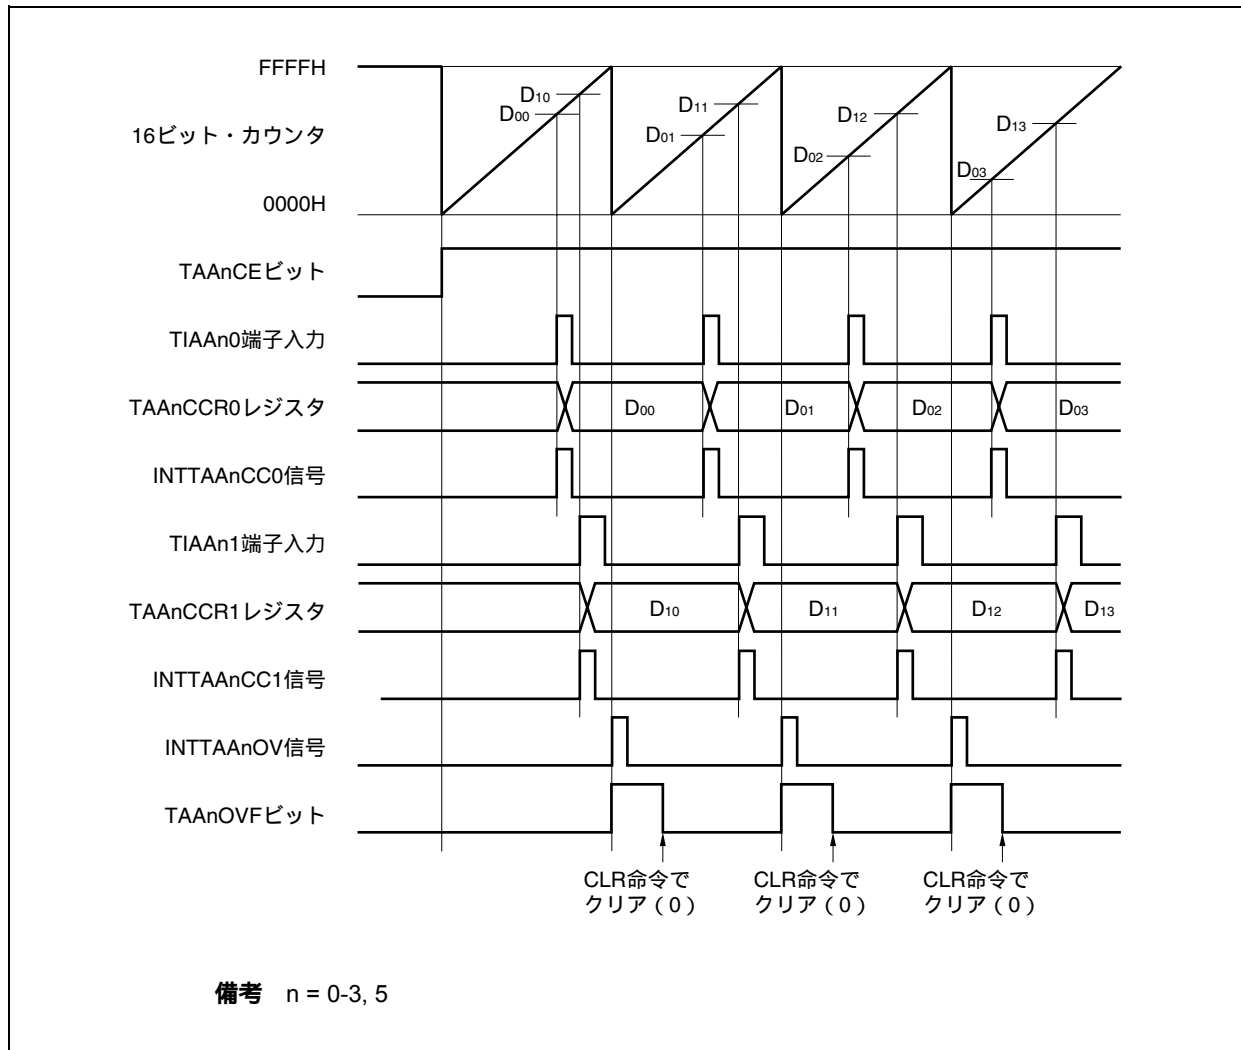 FFFFH
D10
D00
D11
D01
D12
D02
D13
D03
16ビット・カウンタ
0000H
TAAnCEビット
TIAAn0端子入力
TAAnCCR0レジスタ
D00
D01
D02
D03
INTTAAnCC0信号
TIAAn1端子入力
TAAnCCR1レジスタ
D10
D11
D12
D13
INTTAAnCC1信号
INTTAAnOV信号
TAAnOVFビット
CLR命令で
クリア（0）
CLR命令で
クリア（0）
CLR命令で
クリア（0）
備考 n = 0-3, 5